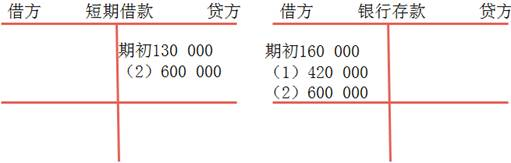 借方 短期借款 贷方
期初130 000
（2）600 000
借方 银行存款 贷方
期初160 000
（1）420 000
（2）600 000